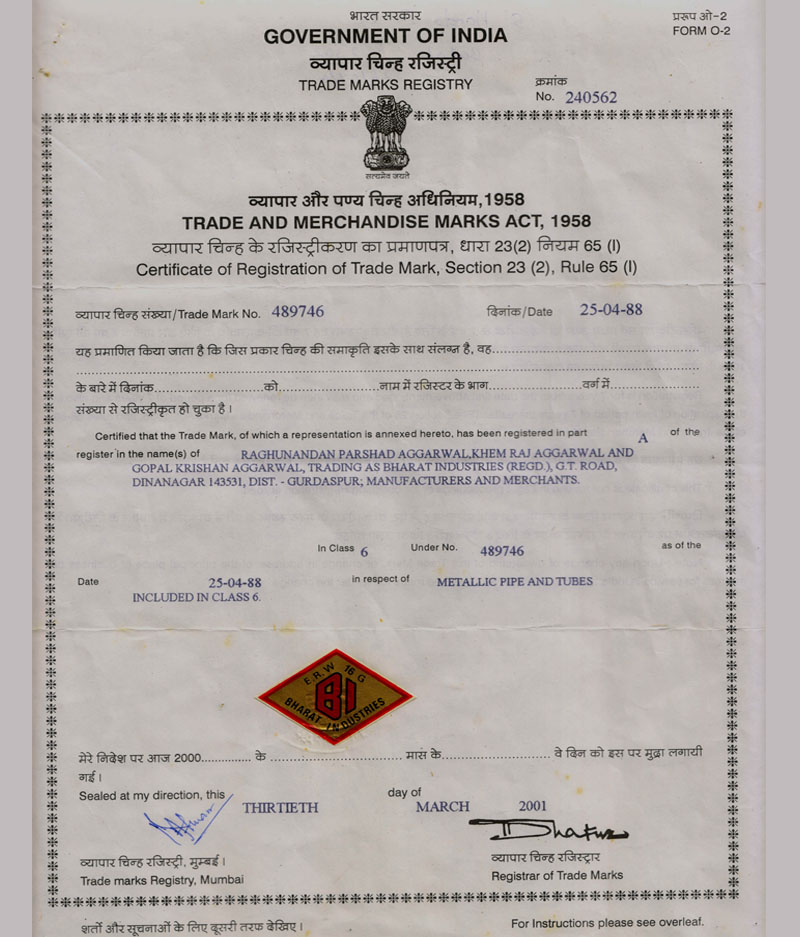 भारत सरकार
प्ररूप ओ-2
GOVERNMENT OF INDIA
FORM O-2
व्यापार चिन्ह रजिस्ट्री
TRADE MARKS REGISTRY
क्रमांक
No. 240562
सत्यमेव जयते
व्यापार और पण्य चिन्ह अधिनियम,1958
TRADE AND MERCHANDISE MARKS ACT, 1958
व्यापार चिन्ह के रजिस्ट्रीकरण का प्रमाणपत्र, धारा 23(2) नियम 65 (I)
Certificate of Registration of Trade Mark, Section 23 (2), Rule 65 (I)
व्यापार चिन्ह संख्या/Trade Mark No. 489746 दिनांक/Date 25-04-88
यह प्रमाणित किया जाता है कि जिस प्रकार चिन्ह की समाकृति इसके साथ संलग्न है, वह..........
..........
के बारे में दिनांक..........को..........नाम में रजिस्टर के भाग..........वर्ग में..........
संख्या से रजिस्ट्रीकृत हो चुका है।
Certified that the Trade Mark, of which a representation is annexed hereto, has been registered in part A of the
register in the name(s) of RAGHUNANDAN PARSHAD AGGARWAL,KHEM RAJ AGGARWAL AND
GOPAL KRISHAN AGGARWAL, TRADING AS BHARAT INDUSTRIES (REGD.), G.T. ROAD,
DINANAGAR 143531, DIST. - GURDASPUR; MANUFACTURERS AND MERCHANTS.
In Class 6 Under No. 489746 as of the
Date 25-04-88 in respect of METALLIC PIPE AND TUBES
INCLUDED IN CLASS 6.
E.R.W 16 G
BI
BHARAT INDUSTRIES
मेरे निदेश पर आज 2000.......... के .......... मास के.......... वे दिन को इस पर मुद्रा लगायी
गई।
Sealed at my direction, this THIRTIETH day of MARCH 2001
व्यापार चिन्ह रजिस्ट्री, मुम्बई। व्यापार चिन्ह रजिस्ट्रार
Trade marks Registry, Mumbai Registrar of Trade Marks
शर्तो और सूचनाओं के लिए दूसरी तरफ देखिए। For Instructions please see overleaf.